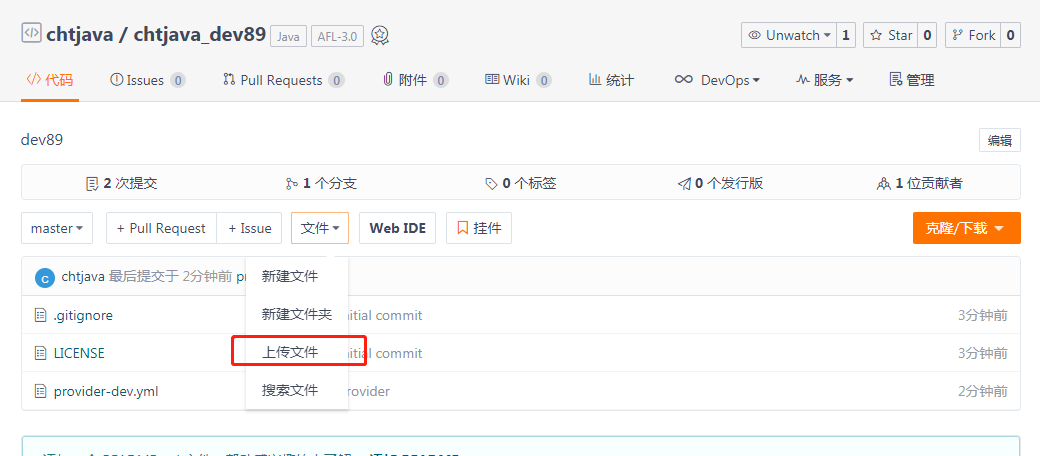 chtjava / chtjava_dev89 Java AFL-3.0 Unwatch 1 Star 0 Fork 0
代码 Issues 0 Pull Requests 0 附件 0 Wiki 0 统计 DevOps 服务 管理
dev89 编辑
2 次提交 1 个分支 0 个标签 0 个发行版 1 位贡献者
master + Pull Request + Issue 文件 Web IDE 挂件 克隆/下载
C chtjava 最后提交于 2分钟前 新建文件
新建文件夹
.gitignore itial commit 3分钟前
LICENSE 上传文件 itial commit 3分钟前
provider-dev.yml 搜索文件 rovider 2分钟前